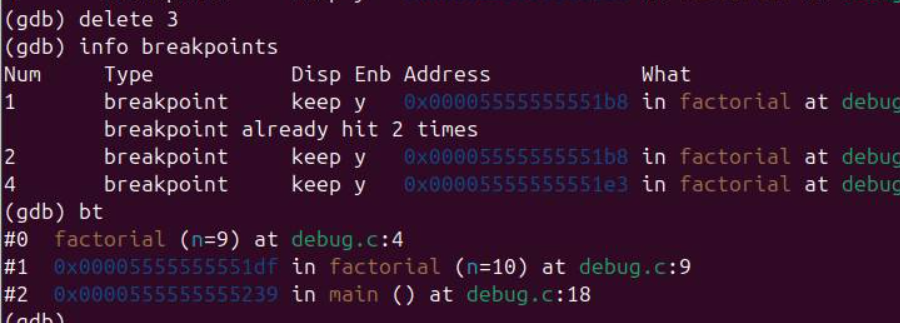 (gdb) delete 3
(gdb) info breakpoints
Num Type Disp Enb Address What
1 breakpoint keep y 0x00005555555551b8 in factorial at debug
breakpoint already hit 2 times
2 breakpoint keep y 0x00005555555551b8 in factorial at debug
4 breakpoint keep y 0x00005555555551e3 in factorial at debug
(gdb) bt
#0 factorial (n=9) at debug.c:4
#1 0x00005555555551df in factorial (n=10) at debug.c:9
#2 0x0000555555555239 in main () at debug.c:18
(gdb)